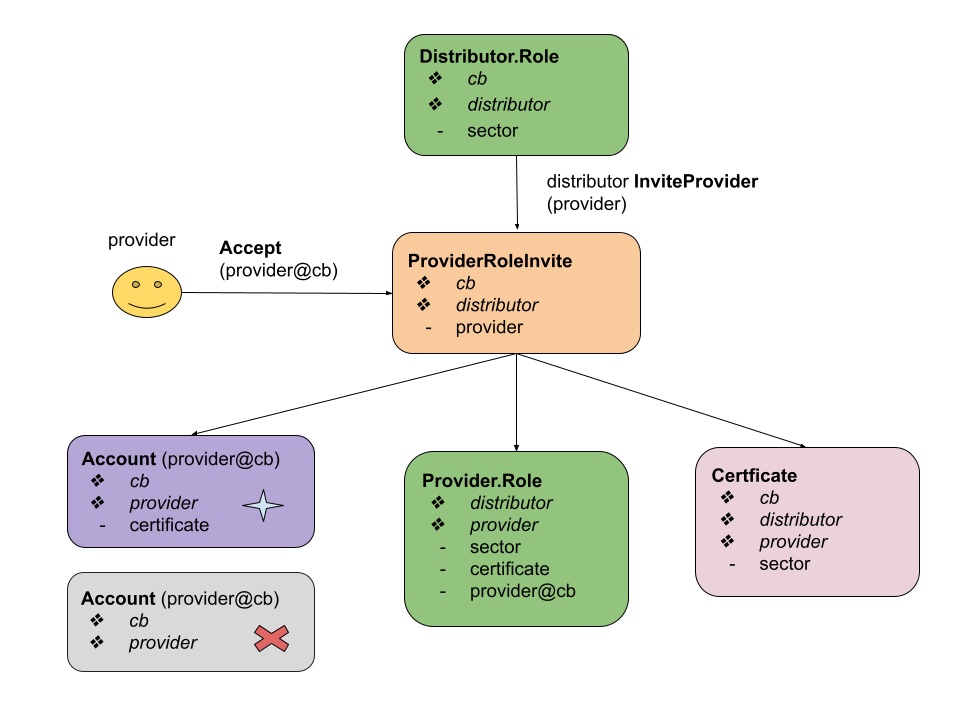 Distributor.Role
❖ cb
❖ distributor
- sector
distributor InviteProvider
(provider)
provider
Accept
(provider@cb)
ProviderRoleInvite
❖ cb
❖ distributor
- provider
Account (provider@cb)
❖ cb
❖ provider
- certificate
Provider.Role
❖ distributor
❖ provider
- sector
- certificate
- provider@cb
Certficate
❖ cb
❖ distributor
❖ provider
- sector
Account (provider@cb)
❖ cb
❖ provider